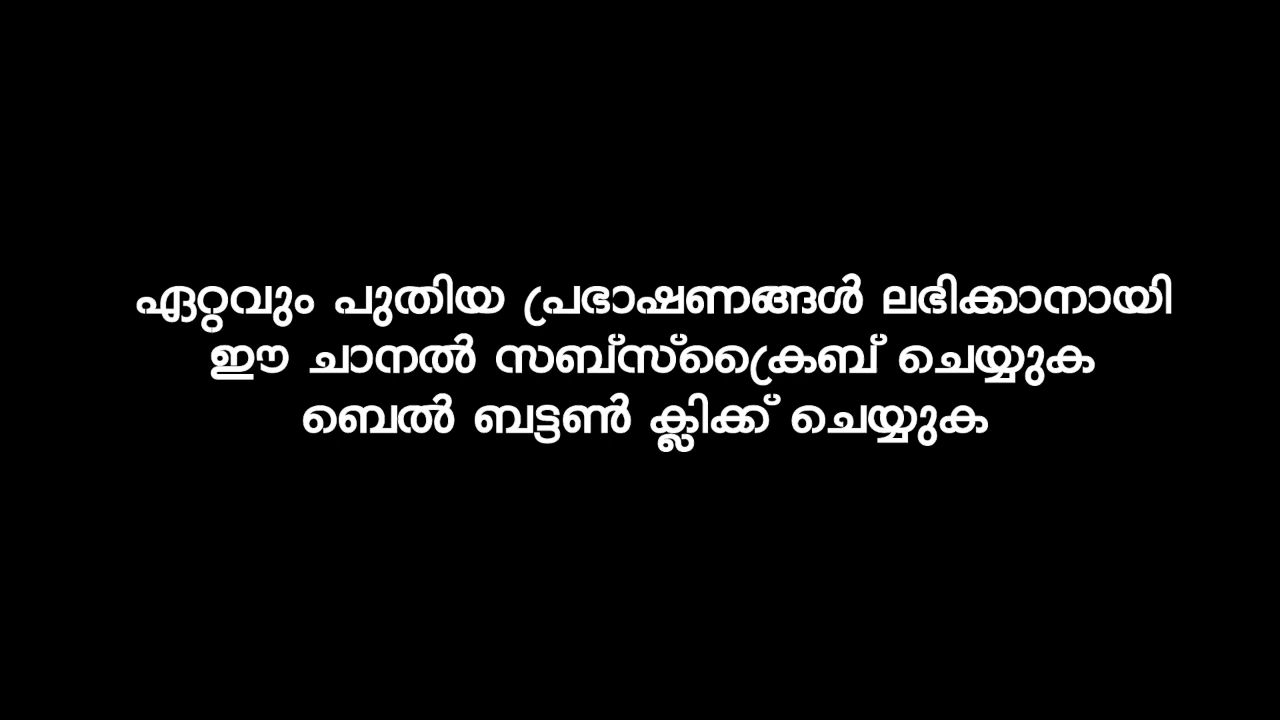 ഏറ്റവും പുതിയ പ്രഭാഷണങ്ങൾ ലഭിക്കാനായി
ഈ ചാനൽ സബ്സ്ക്രൈബ് ചെയ്യുക
ബെൽ ബട്ടൺ ക്ലിക്ക് ചെയ്യുക